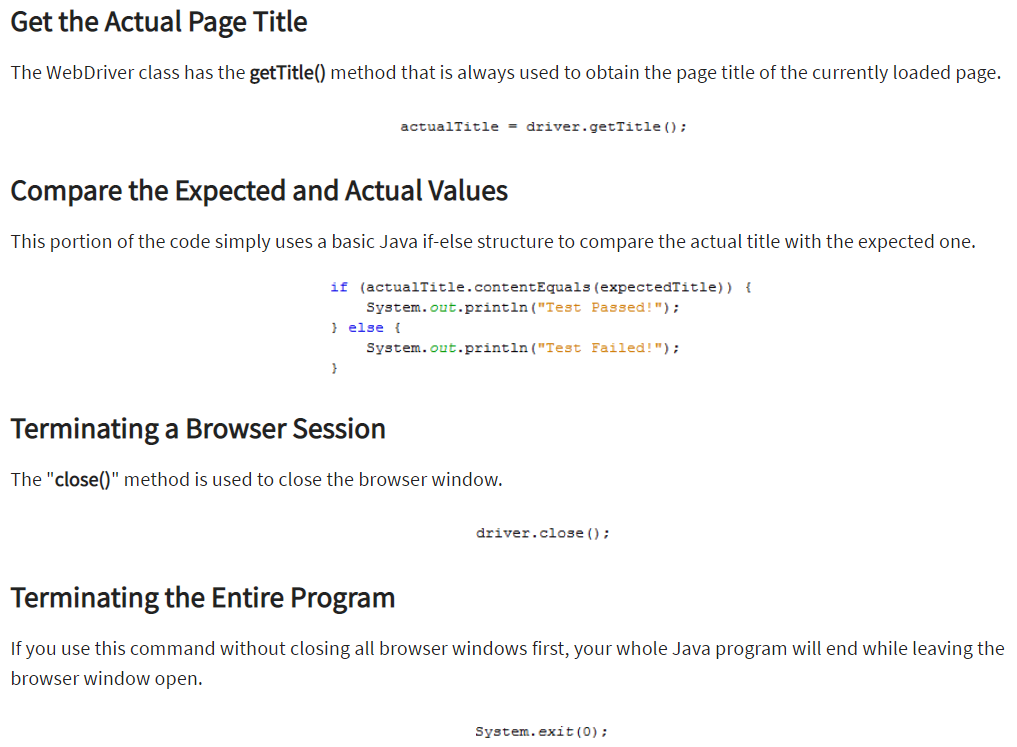 Get the Actual Page Title
The WebDriver class has the getTitle() method that is always used to obtain the page title of the currently loaded page.
actualTitle = driver.getTitle();
Compare the Expected and Actual Values
This portion of the code simply uses a basic Java if-else structure to compare the actual title with the expected one.
if (actualTitle.contentEquals(expectedTitle)) {
    System.out.println("Test Passed!");
} else {
    System.out.println("Test Failed!");
}
Terminating a Browser Session
The "close()" method is used to close the browser window.
driver.close();
Terminating the Entire Program
If you use this command without closing all browser windows first, your whole Java program will end while leaving the
browser window open.
System.exit(0);